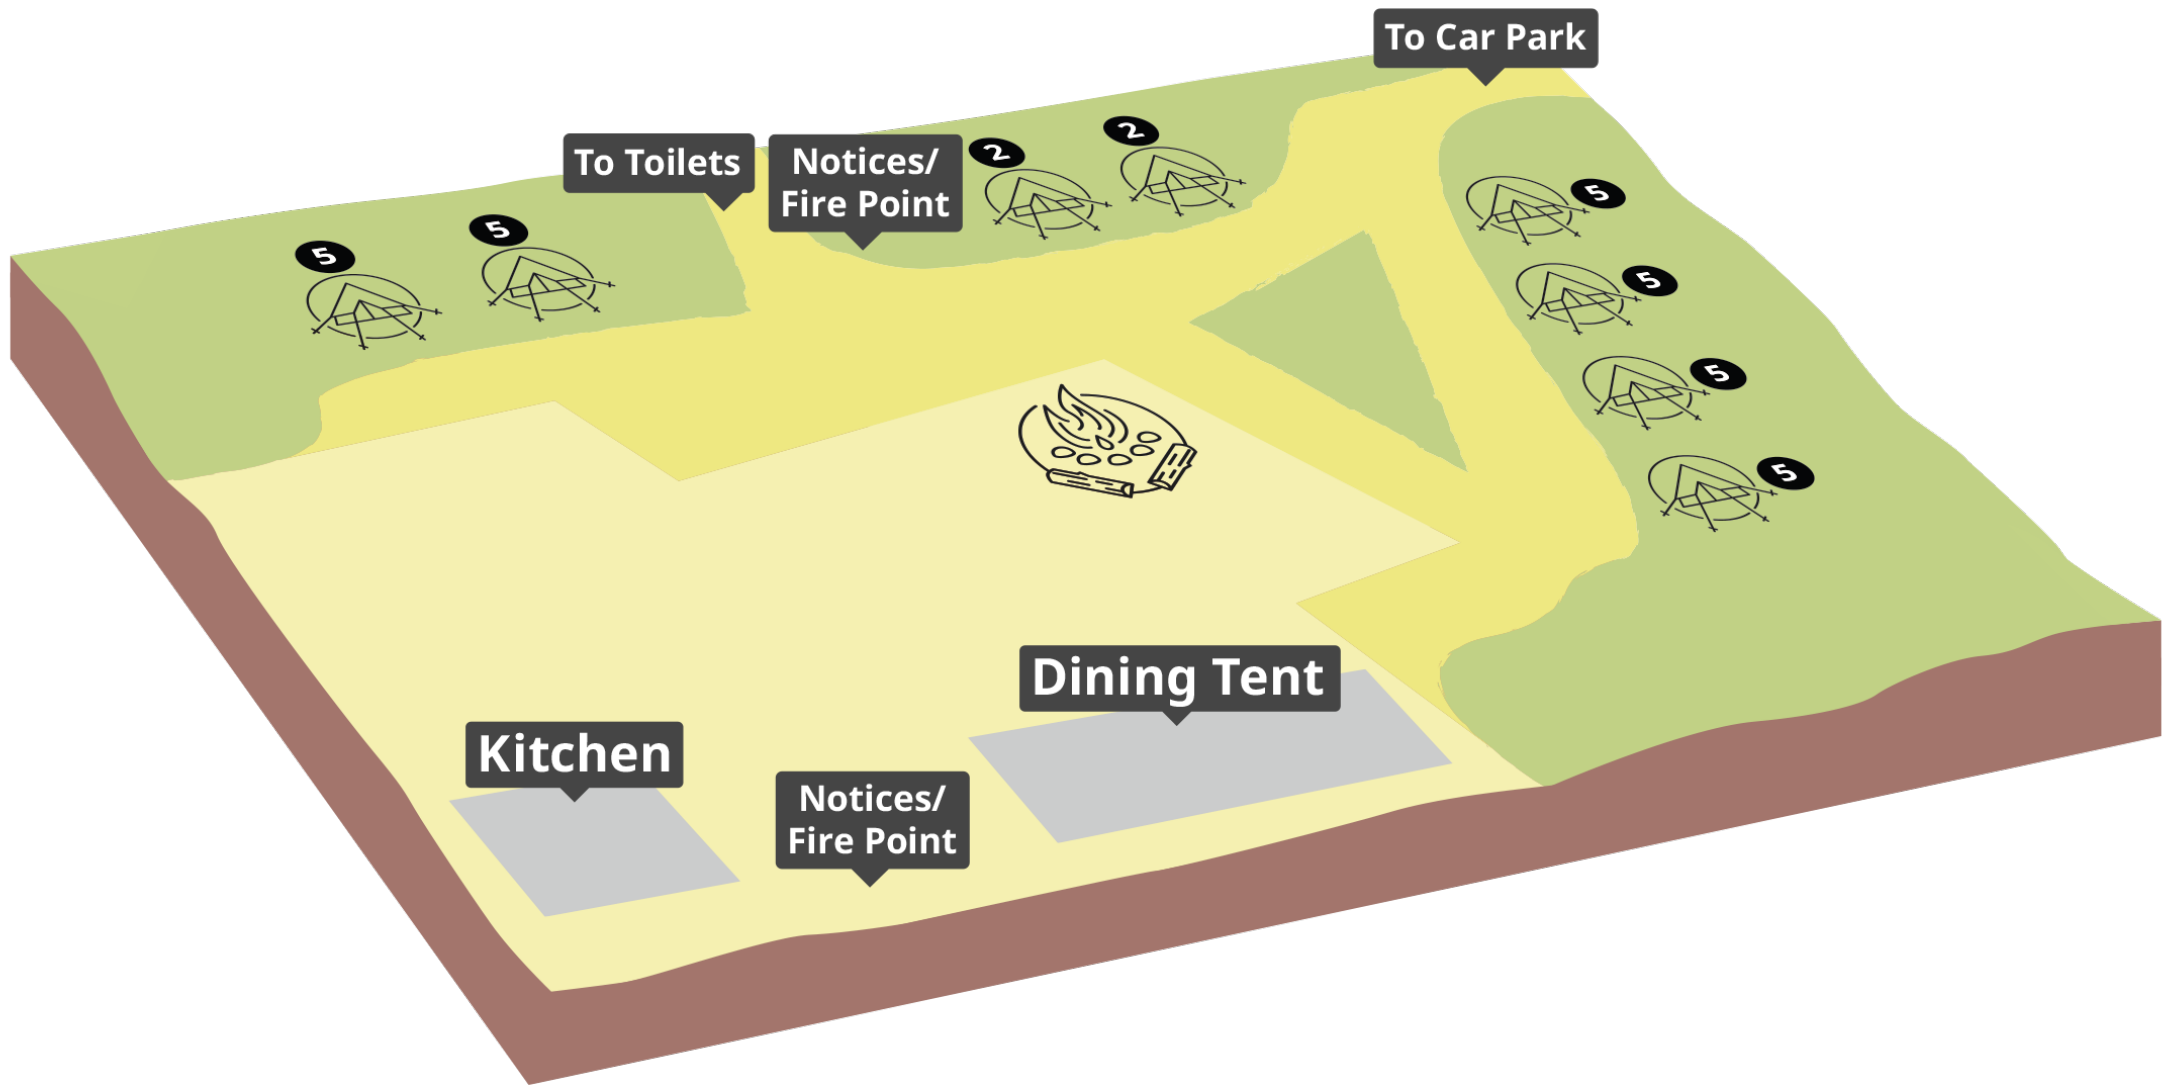 To Car Park
To Toilets
Notices/
Fire Point
2
2
5
5
5
5
5
5
Dining Tent
Kitchen
Notices/
Fire Point